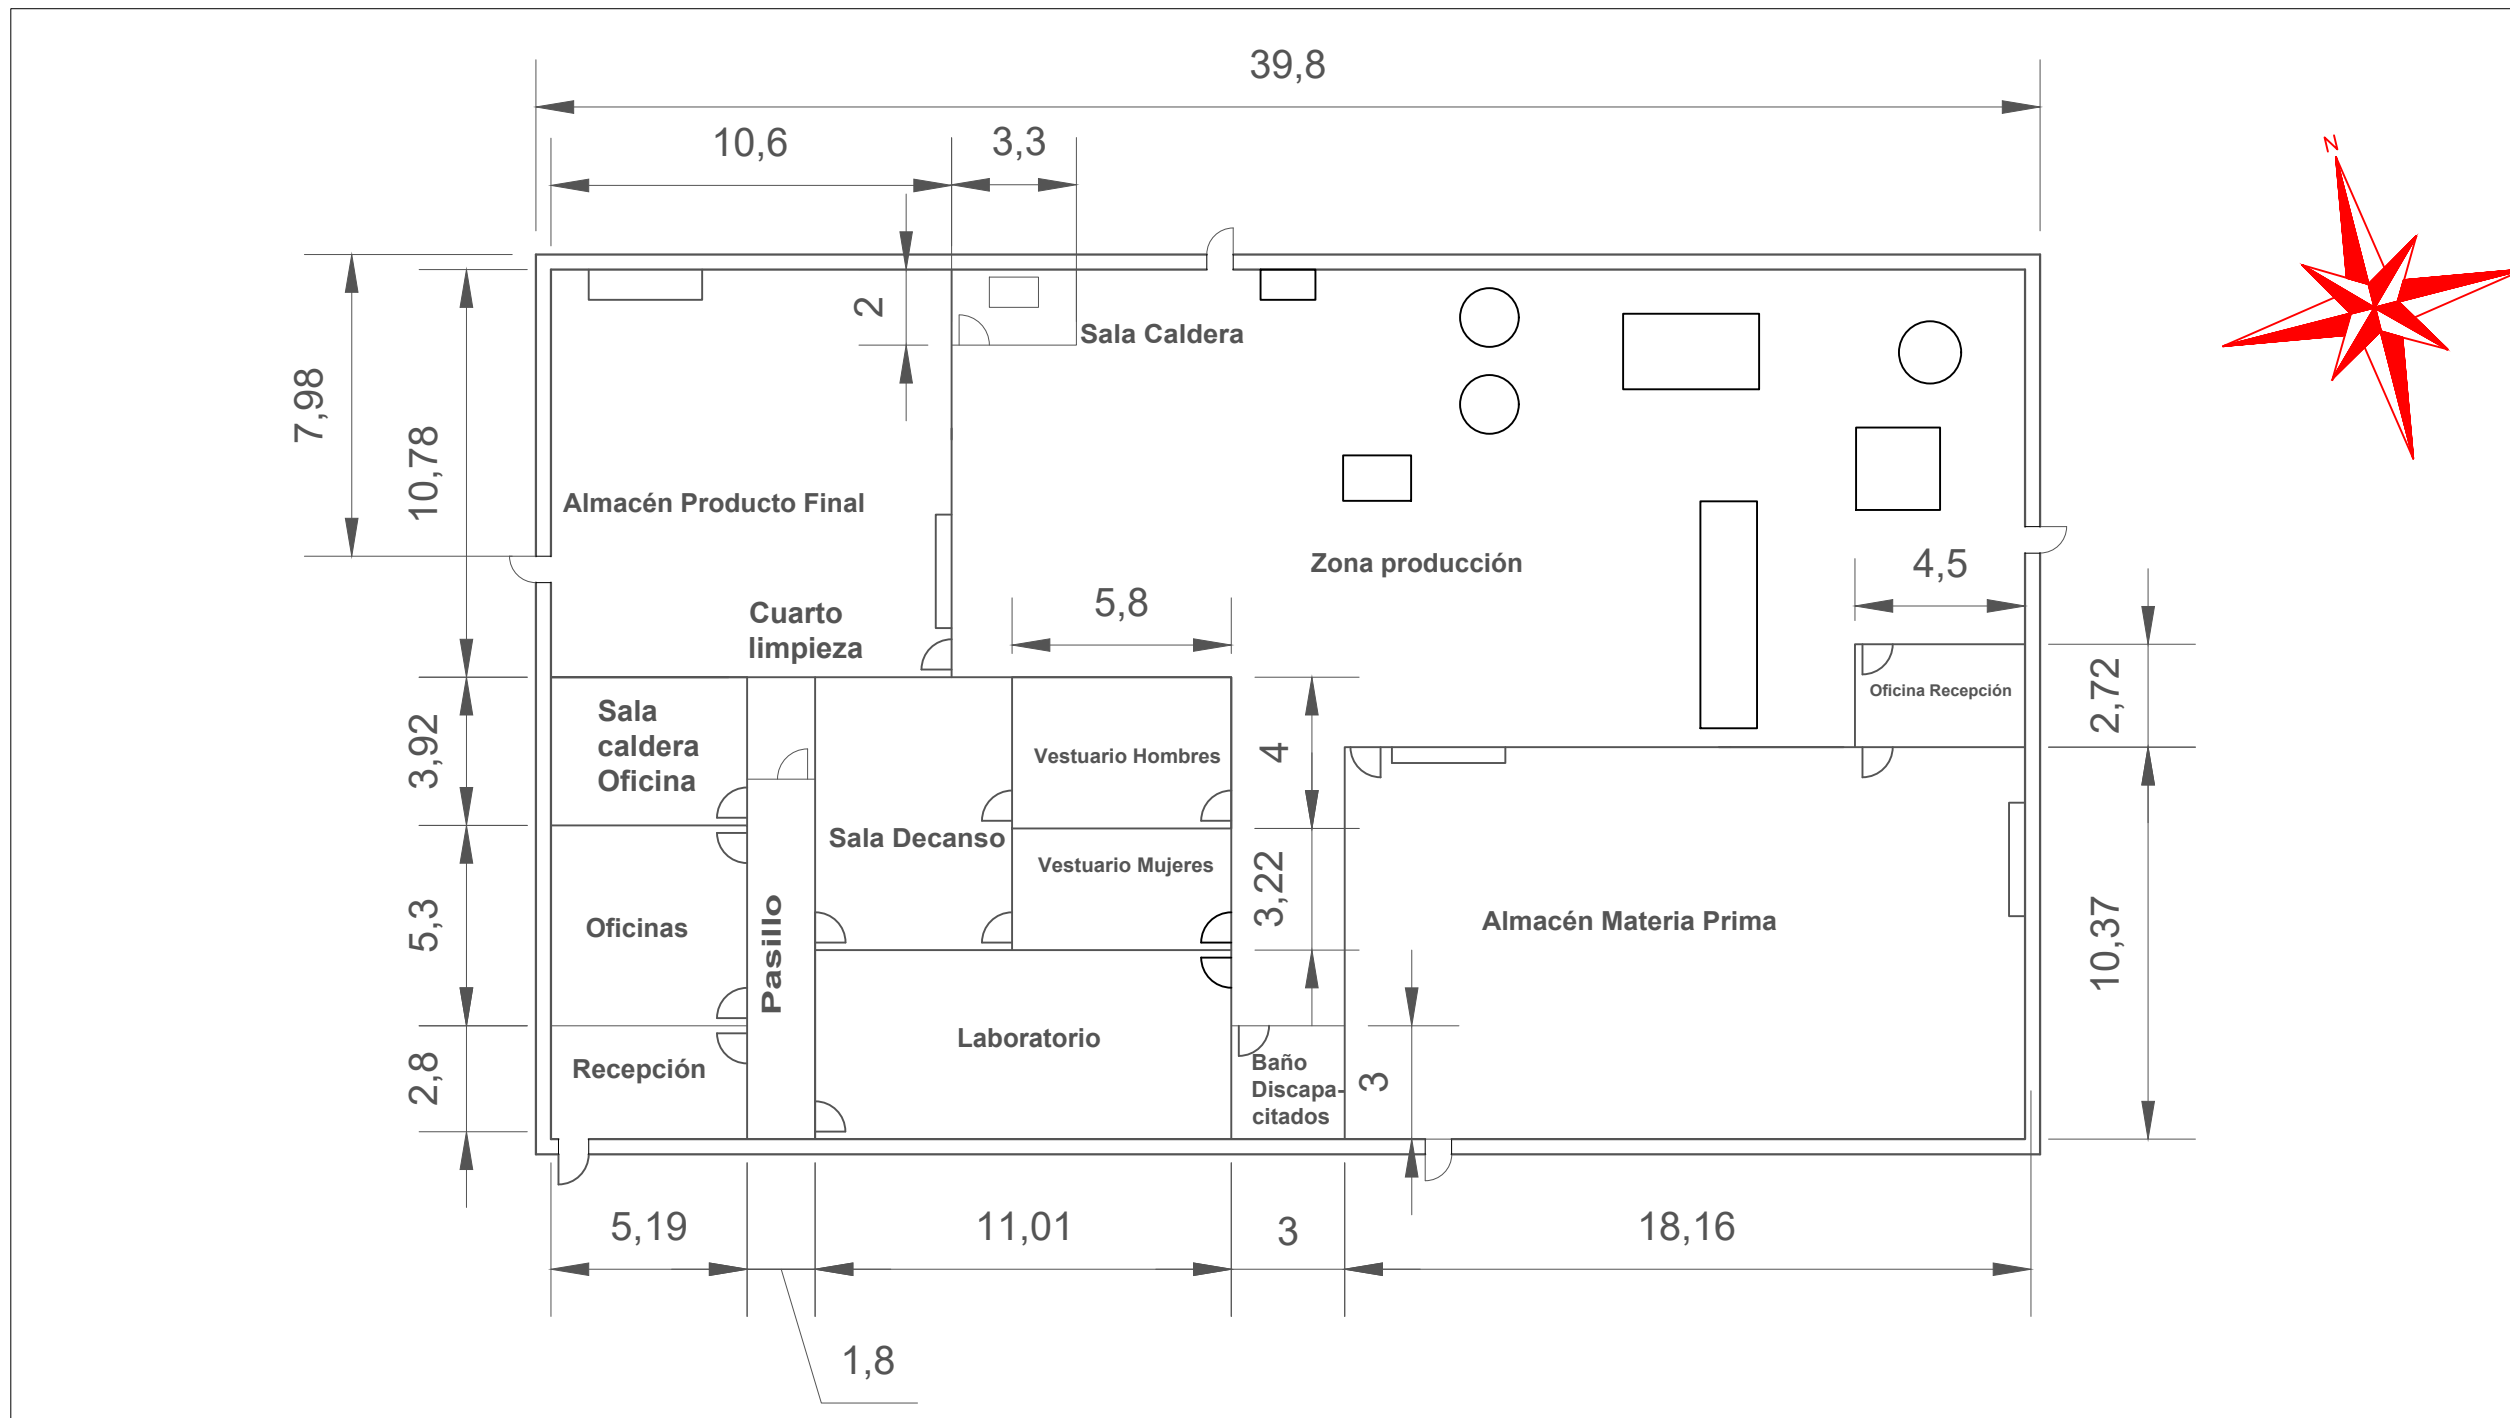 39,8
10,6
3,3
N
2
Sala Caldera
7,98
10,78
Almacén Producto Final
Zona producción
4,5
5,8
Cuarto
limpieza
Oficina Recepción
2,72
Sala
caldera
Oficina
3,92
Vestuario Hombres
4
Sala Decanso
Vestuario Mujeres
3,22
Almacén Materia Prima
Oficinas
5,3
Pasillo
10,37
Laboratorio
Recepción
2,8
Baño
Discapa-
citados
3
5,19
11,01
3
18,16
1,8